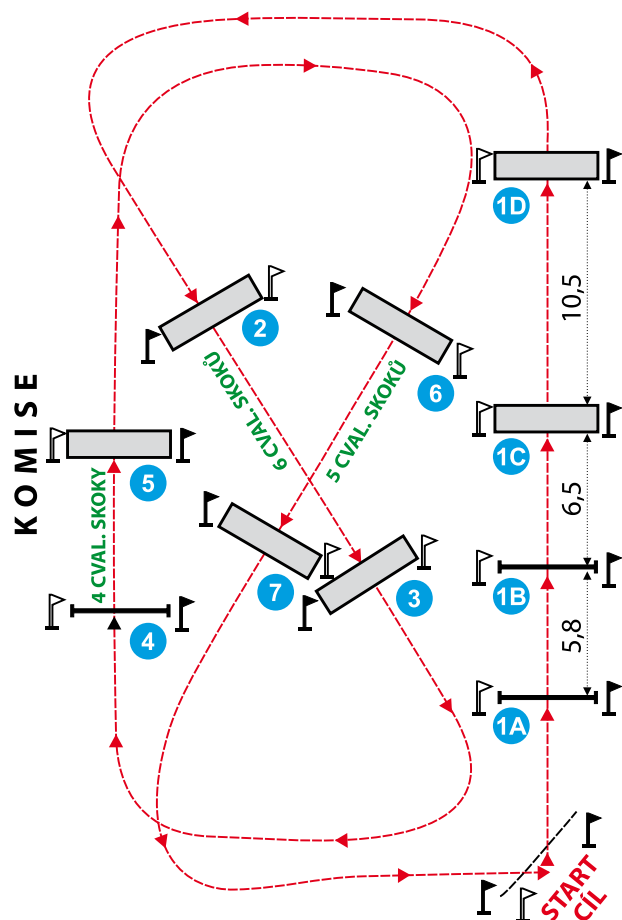 1D
10,5
2
6
6 CVAL. SKOKŮ
5 CVAL. SKOKŮ
KOMISE
1C
5
6,5
4 CVAL. SKOKY
7
3
1B
4
5,8
1A
START
CÍL